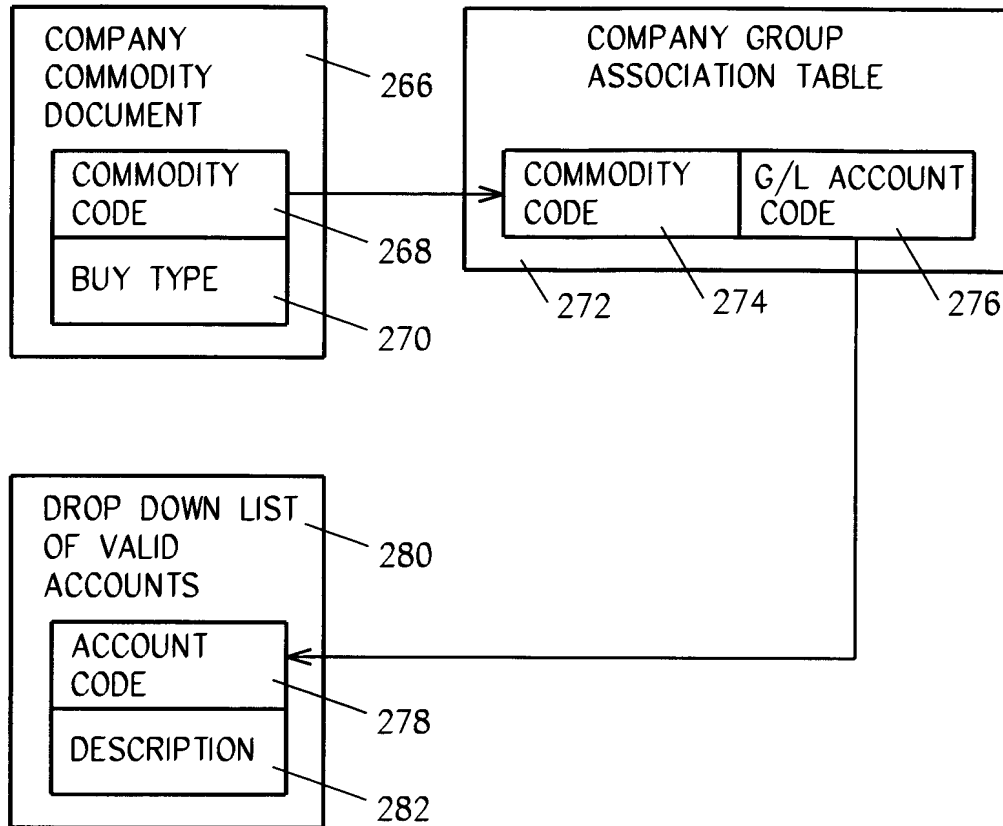 COMPANY
COMMODITY
DOCUMENT
266
COMMODITY
CODE
268
BUY TYPE
270
COMPANY GROUP
ASSOCIATION TABLE
COMMODITY
CODE
G/L ACCOUNT
CODE
272
274
276
DROP DOWN LIST
OF VALID
ACCOUNTS
280
ACCOUNT
CODE
278
DESCRIPTION
282